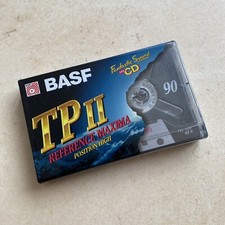 BASF
Fantastic Sound
CD
90
TP II
REFERENCE MAXIMA
POSITION HIGH